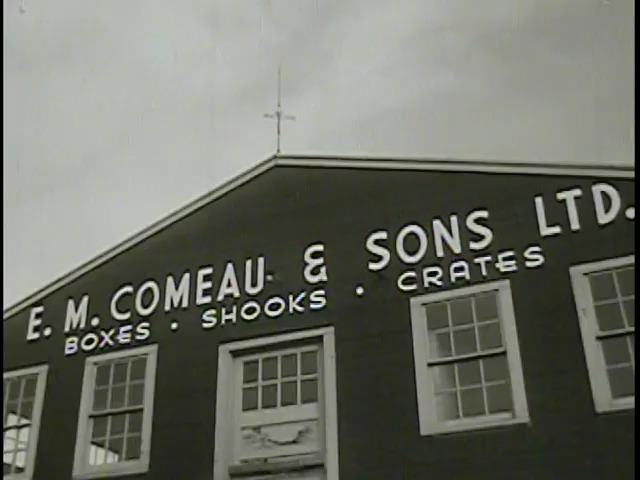 E. M. COMEAU & SONS LTD.
BOXES · SHOOKS · CRATES